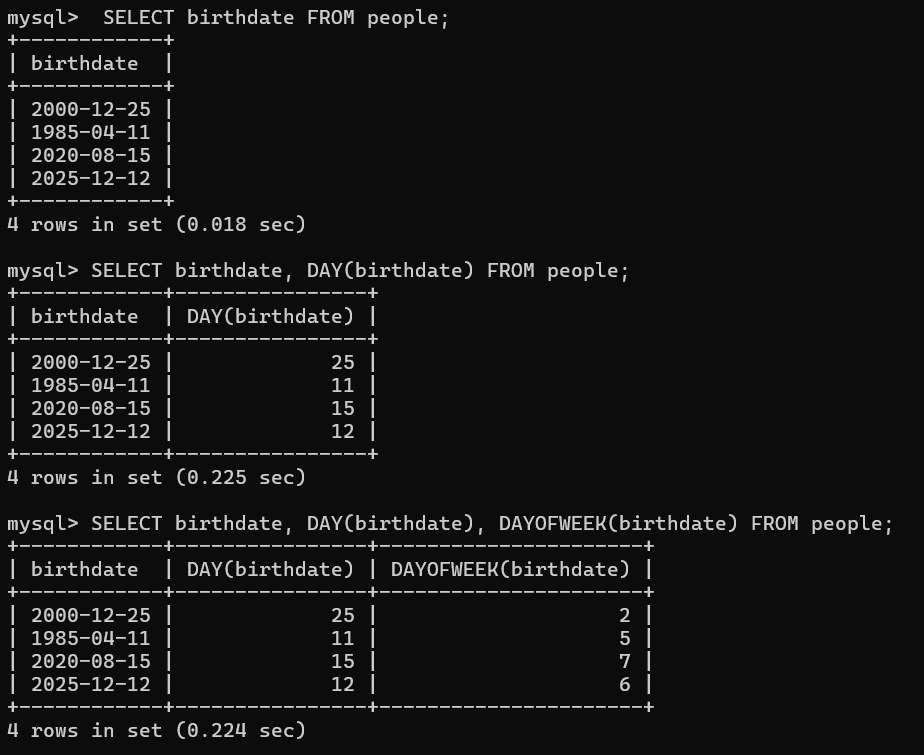 mysql>  SELECT birthdate FROM people;
+------------+
| birthdate  |
+------------+
| 2000-12-25 |
| 1985-04-11 |
| 2020-08-15 |
| 2025-12-12 |
+------------+
4 rows in set (0.018 sec)

mysql> SELECT birthdate, DAY(birthdate) FROM people;
+------------+----------------+
| birthdate  | DAY(birthdate) |
+------------+----------------+
| 2000-12-25 |             25 |
| 1985-04-11 |             11 |
| 2020-08-15 |             15 |
| 2025-12-12 |             12 |
+------------+----------------+
4 rows in set (0.225 sec)

mysql> SELECT birthdate, DAY(birthdate), DAYOFWEEK(birthdate) FROM people;
+------------+----------------+----------------------+
| birthdate  | DAY(birthdate) | DAYOFWEEK(birthdate) |
+------------+----------------+----------------------+
| 2000-12-25 |             25 |                    2 |
| 1985-04-11 |             11 |                    5 |
| 2020-08-15 |             15 |                    7 |
| 2025-12-12 |             12 |                    6 |
+------------+----------------+----------------------+
4 rows in set (0.224 sec)